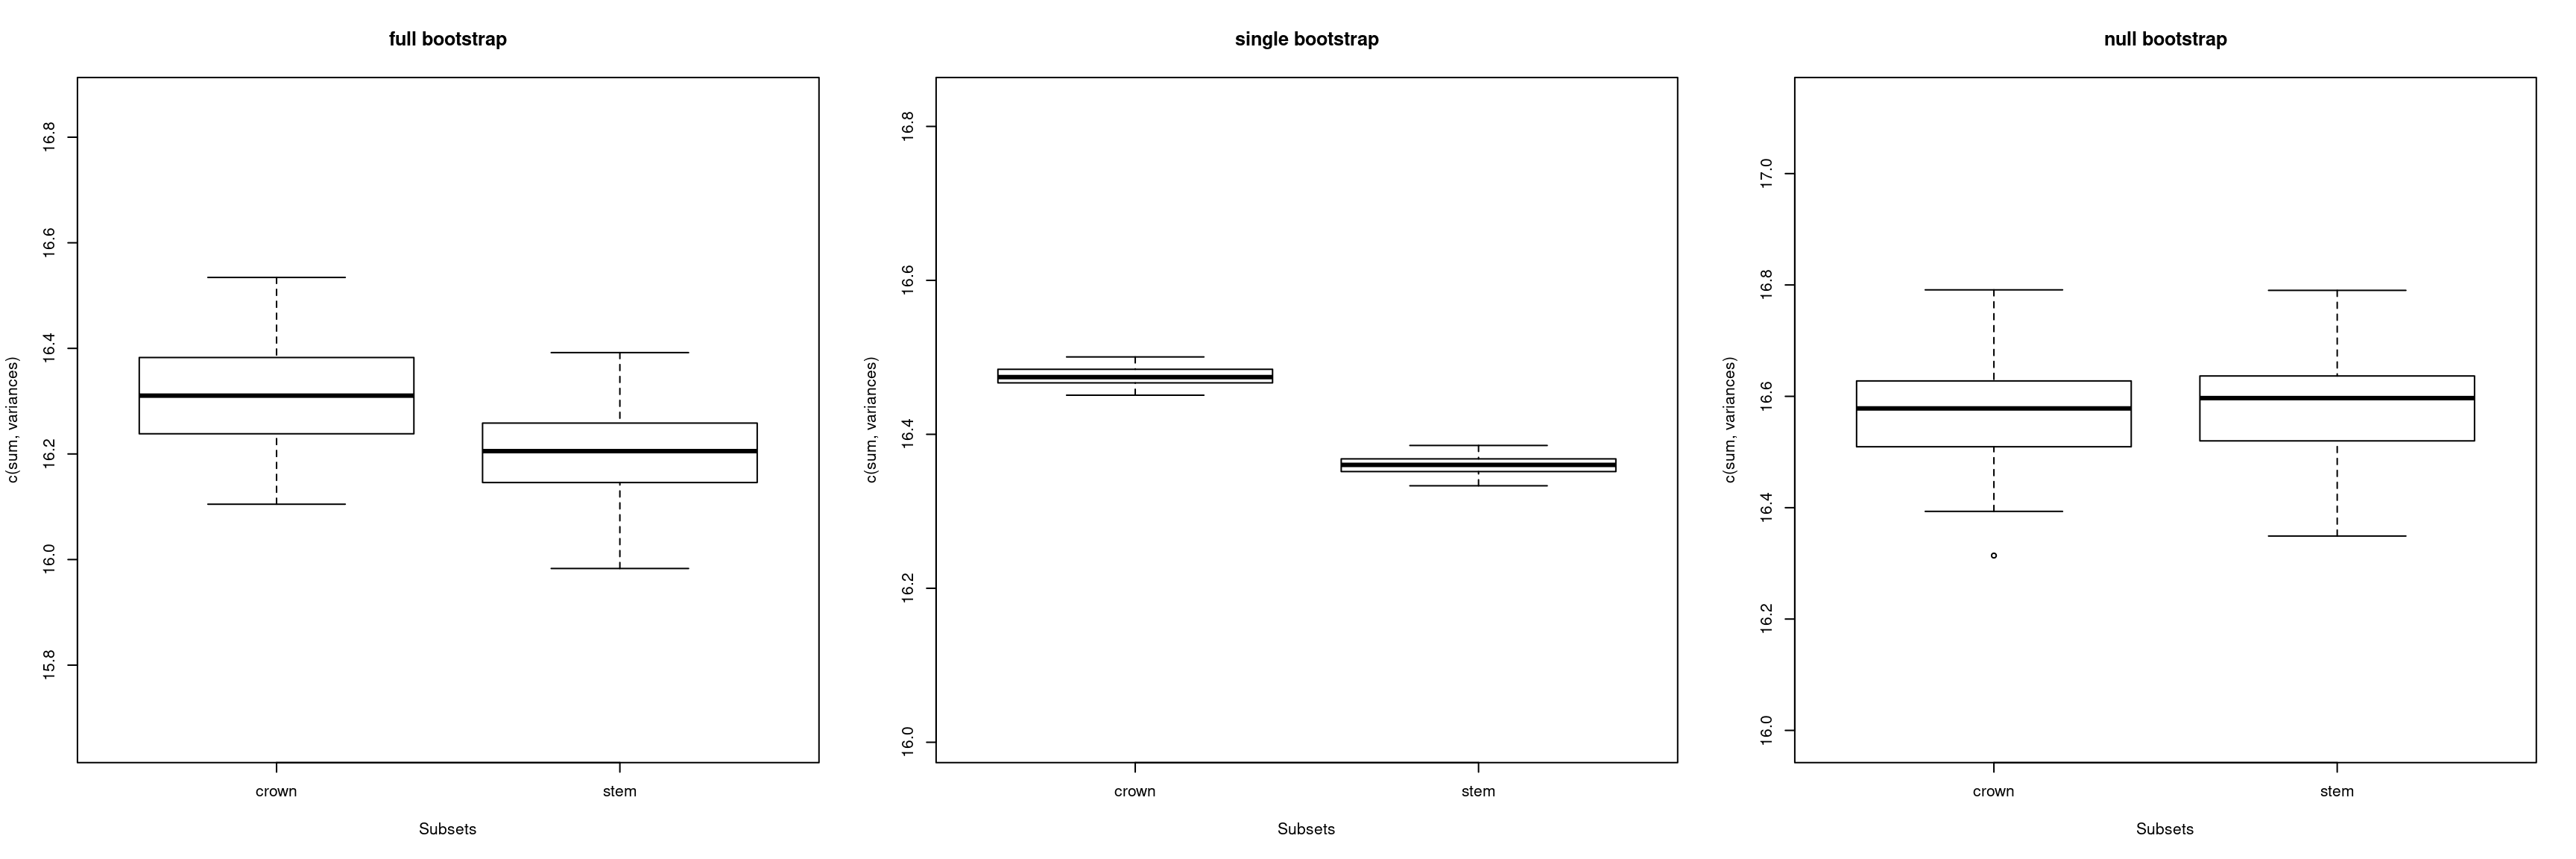 full bootstrap
c(sum, variances)
16.8
16.6
16.4
16.2
16.0
15.8
crown
stem
Subsets
single bootstrap
c(sum, variances)
16.8
16.6
16.4
16.2
16.0
crown
stem
Subsets
null bootstrap
c(sum, variances)
17.0
16.8
16.6
16.4
16.2
16.0
crown
stem
Subsets